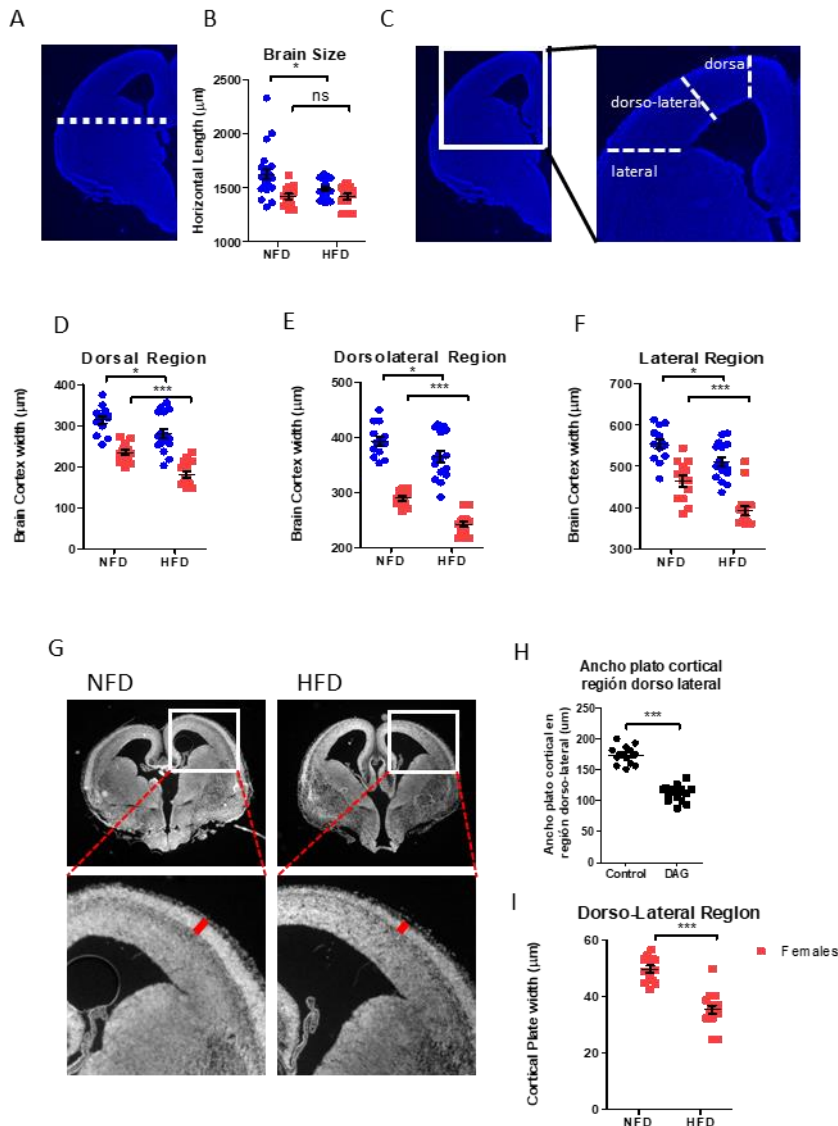 A
B
Brain Size
*
ns
Horizontal Length (μm)
2500
2000
1500
1000
NFD
HFD
C
dorsal
dorso-lateral
lateral
D
Dorsal Region
*
***
Brain Cortex width (μm)
400
300
200
100
0
NFD
HFD
E
Dorsolateral Region
*
***
Brain Cortex width (μm)
500
400
300
200
NFD
HFD
F
Lateral Region
*
***
Brain Cortex width (μm)
700
600
500
400
300
NFD
HFD
G
NFD
HFD
H
Ancho plato cortical
región dorso lateral
***
Ancho plato cortical en
región dorso-lateral (um)
250
200
150
100
50
0
Control
DAG
I
Dorso-Lateral Region
***
Females
Cortical Plate width (μm)
60
40
20
0
NFD
HFD